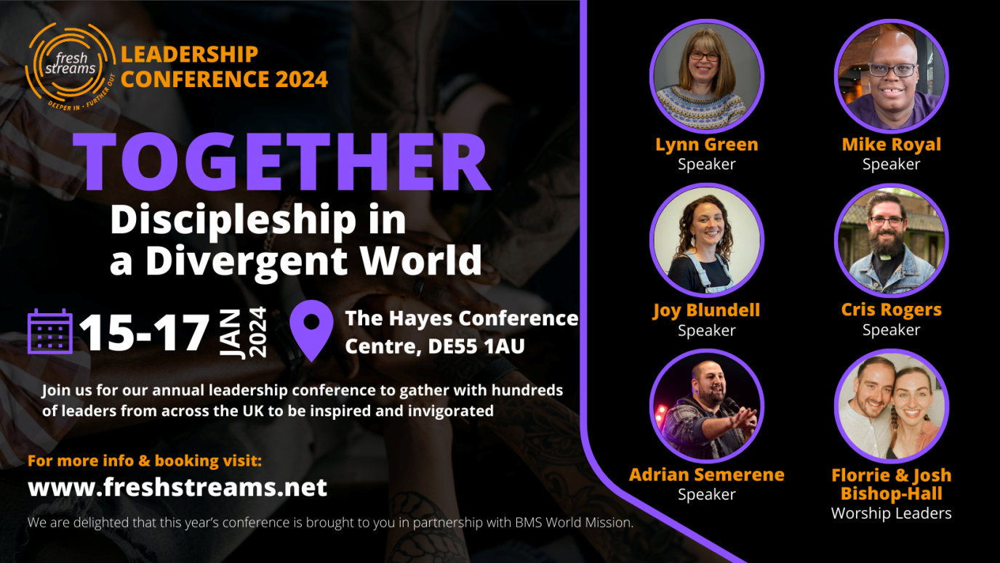 fresh
streams
DEEPER IN • FURTHER OUT
LEADERSHIP
CONFERENCE 2024
TOGETHER
Discipleship in
a Divergent World
15-17 JAN 2024
The Hayes Conference
Centre, DE55 1AU
Join us for our annual leadership conference to gather with hundreds
of leaders from across the UK to be inspired and invigorated
For more info & booking visit:
www.freshstreams.net
We are delighted that this year's conference is brought to you in partnership with BMS World Mission.
Lynn Green
Speaker
Mike Royal
Speaker
Joy Blundell
Speaker
Cris Rogers
Speaker
Adrian Semerene
Speaker
Florrie & Josh
Bishop-Hall
Worship Leaders